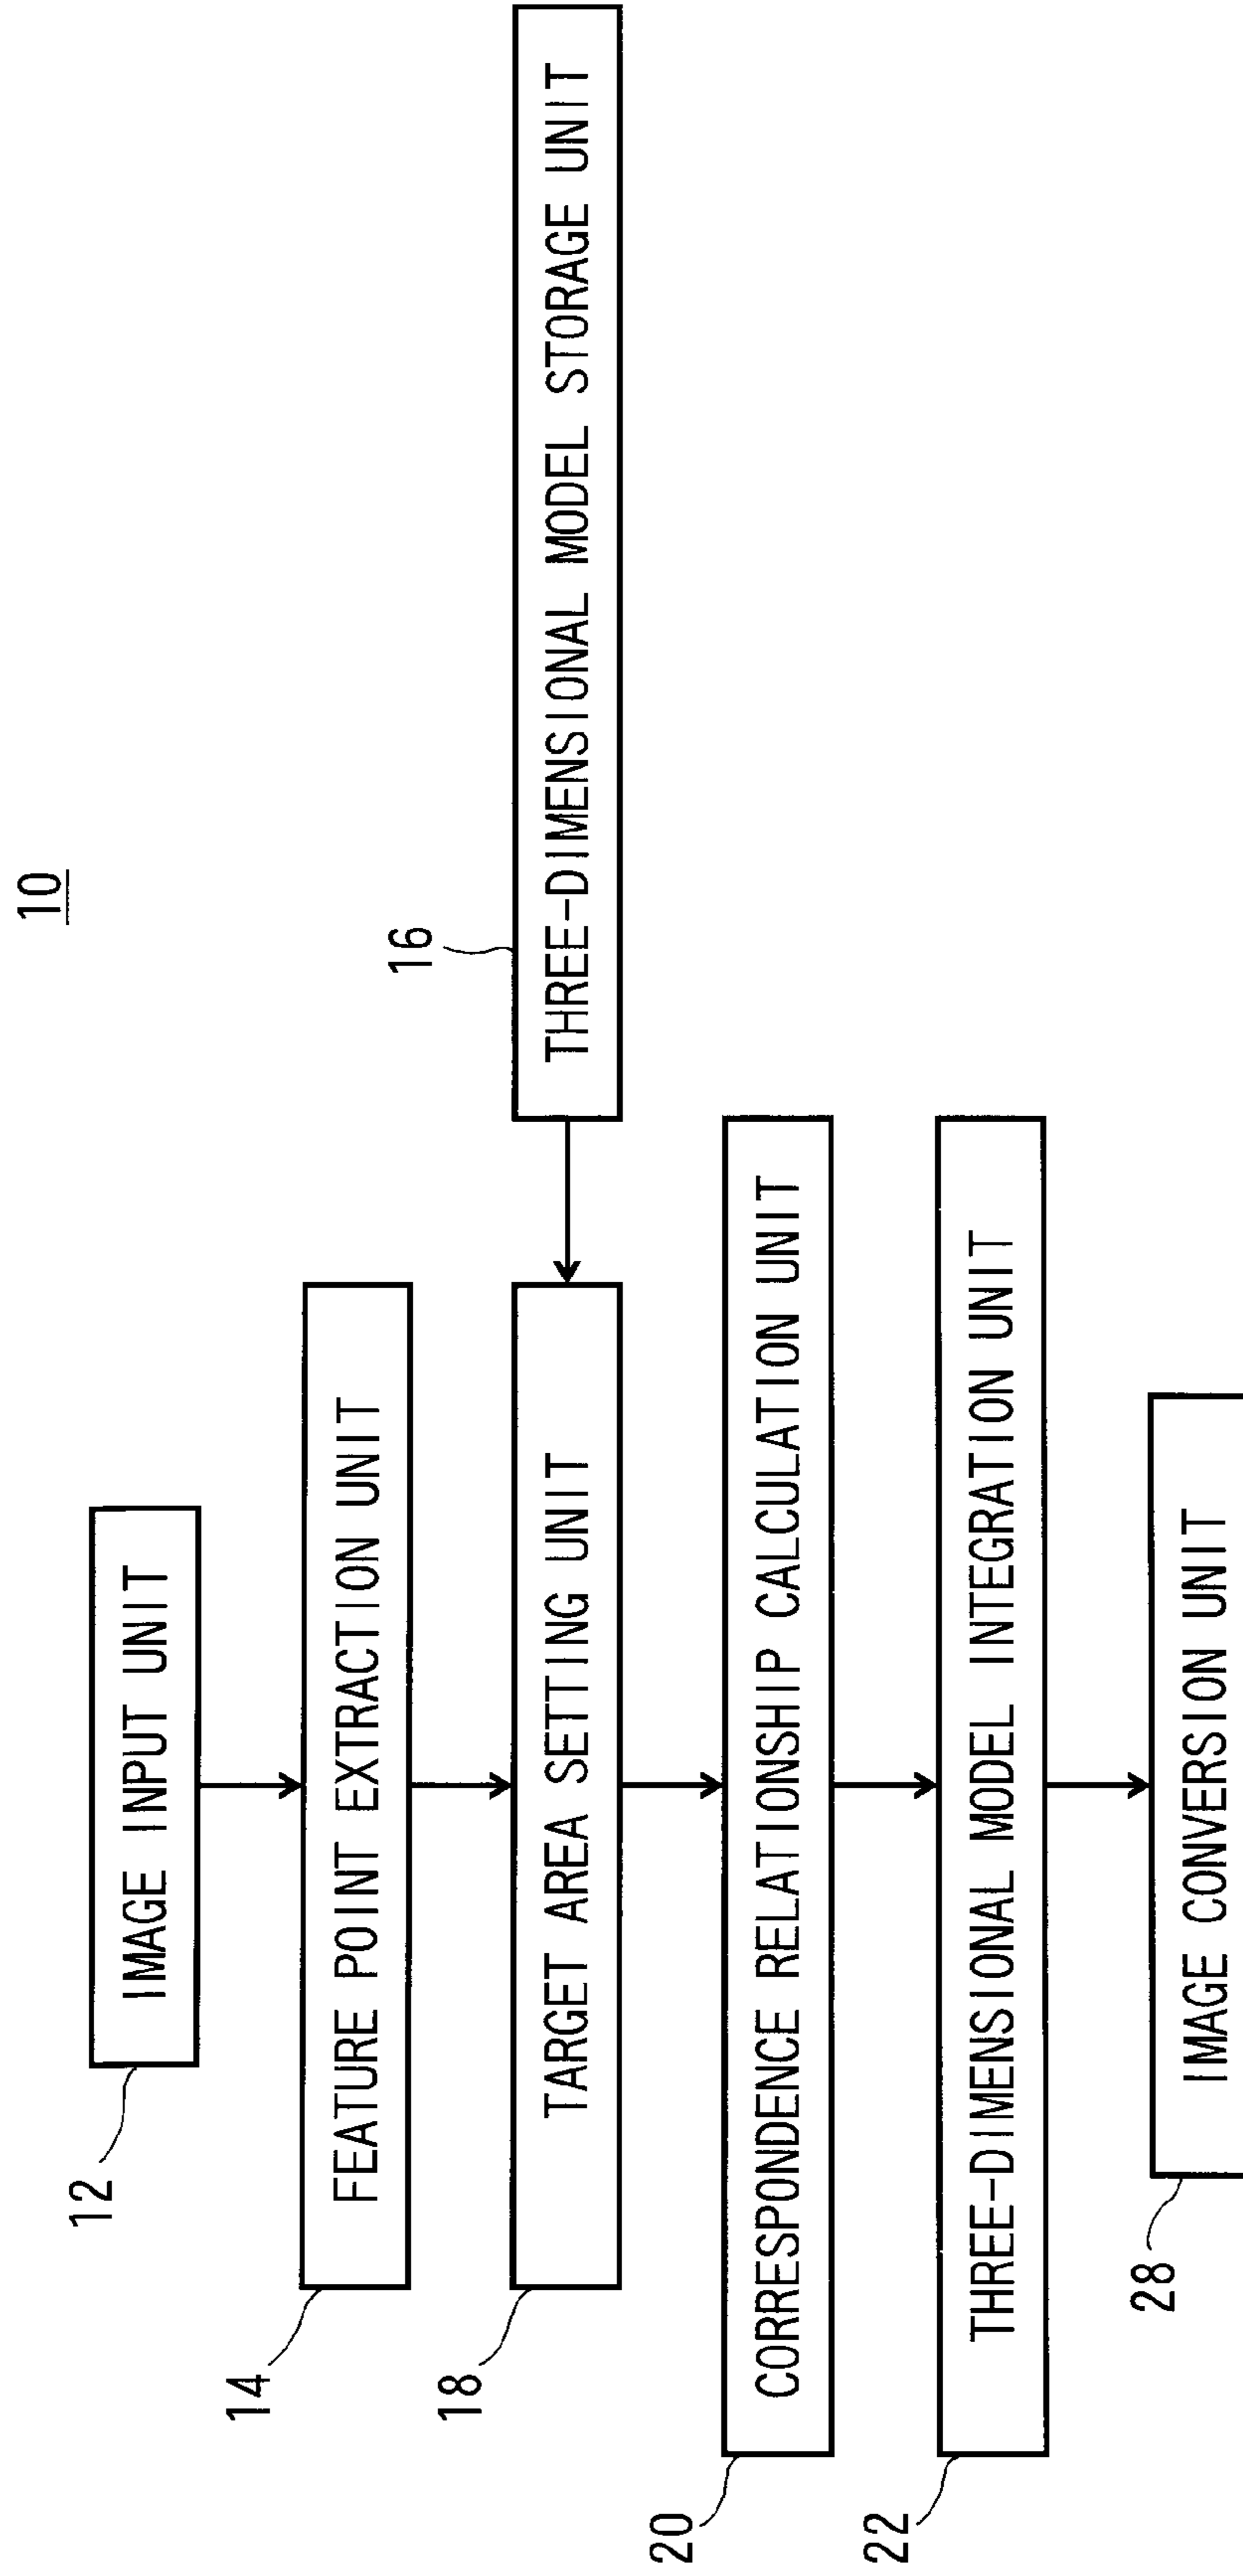 10
12
IMAGE INPUT UNIT
14
FEATURE POINT EXTRACTION UNIT
16
THREE-DIMENSIONAL MODEL STORAGE UNIT
18
TARGET AREA SETTING UNIT
20
CORRESPONDENCE RELATIONSHIP CALCULATION UNIT
22
THREE-DIMENSIONAL MODEL INTEGRATION UNIT
28
IMAGE CONVERSION UNIT